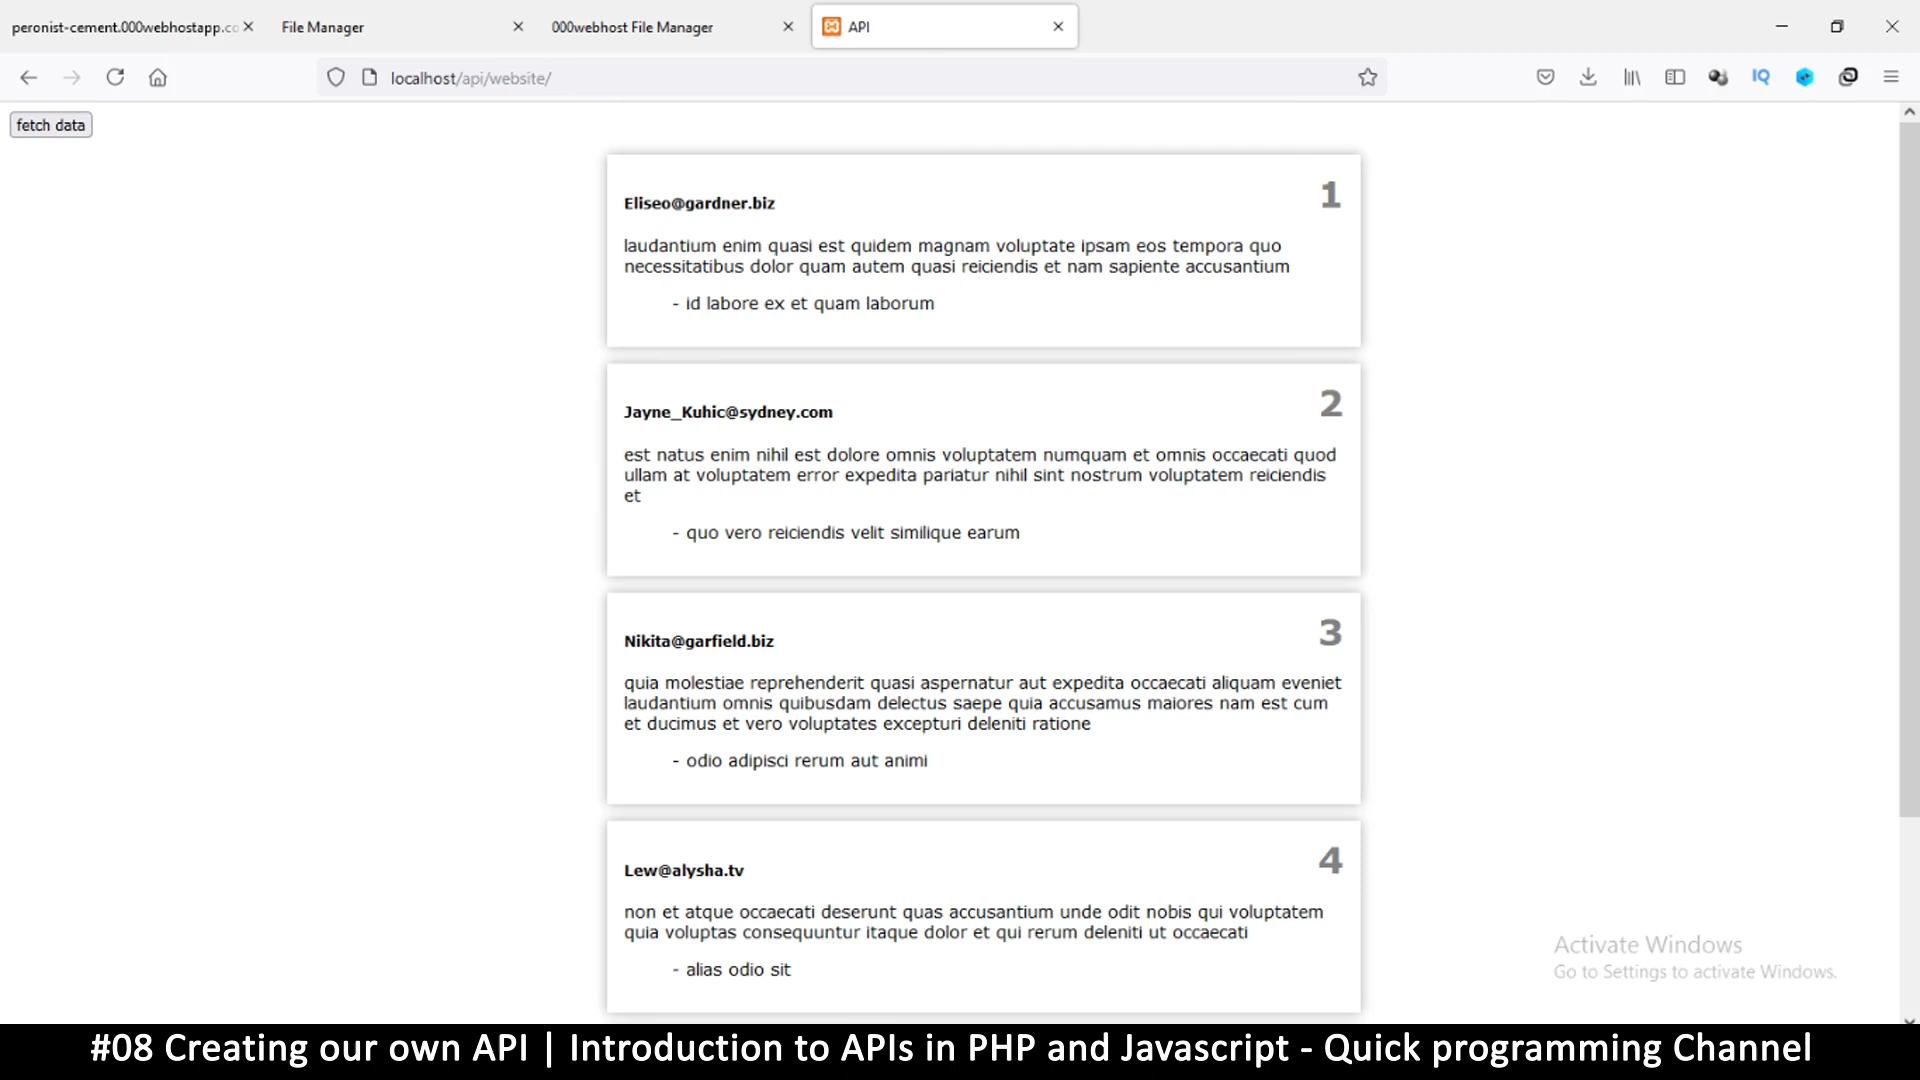 peronist-cement.000webhostapp.co
File Manager
000webhost File Manager
API
localhost/api/website/
IQ
fetch data
1
Eliseo@gardner.biz
laudantium enim quasi est quidem magnam voluptate ipsam eos tempora quo
necessitatibus dolor quam autem quasi reiciendis et nam sapiente accusantium
- id labore ex et quam laborum
2
Jayne_Kuhic@sydney.com
est natus enim nihil est dolore omnis voluptatem numquam et omnis occaecati quod
ullam at voluptatem error expedita pariatur nihil sint nostrum voluptatem reiciendis
et
- quo vero reiciendis velit similique earum
3
Nikita@garfield.biz
quia molestiae reprehenderit quasi aspernatur aut expedita occaecati aliquam eveniet
laudantium omnis quibusdam delectus saepe quia accusamus maiores nam est cum
et ducimus et vero voluptates excepturi deleniti ratione
- odio adipisci rerum aut animi
4
Lew@alysha.tv
non et atque occaecati deserunt quas accusantium unde odit nobis qui voluptatem
quia voluptas consequuntur itaque dolor et qui rerum deleniti ut occaecati
- alias odio sit
Activate Windows
Go to Settings to activate Windows.
#08 Creating our own API | Introduction to APIs in PHP and Javascript - Quick programming Channel